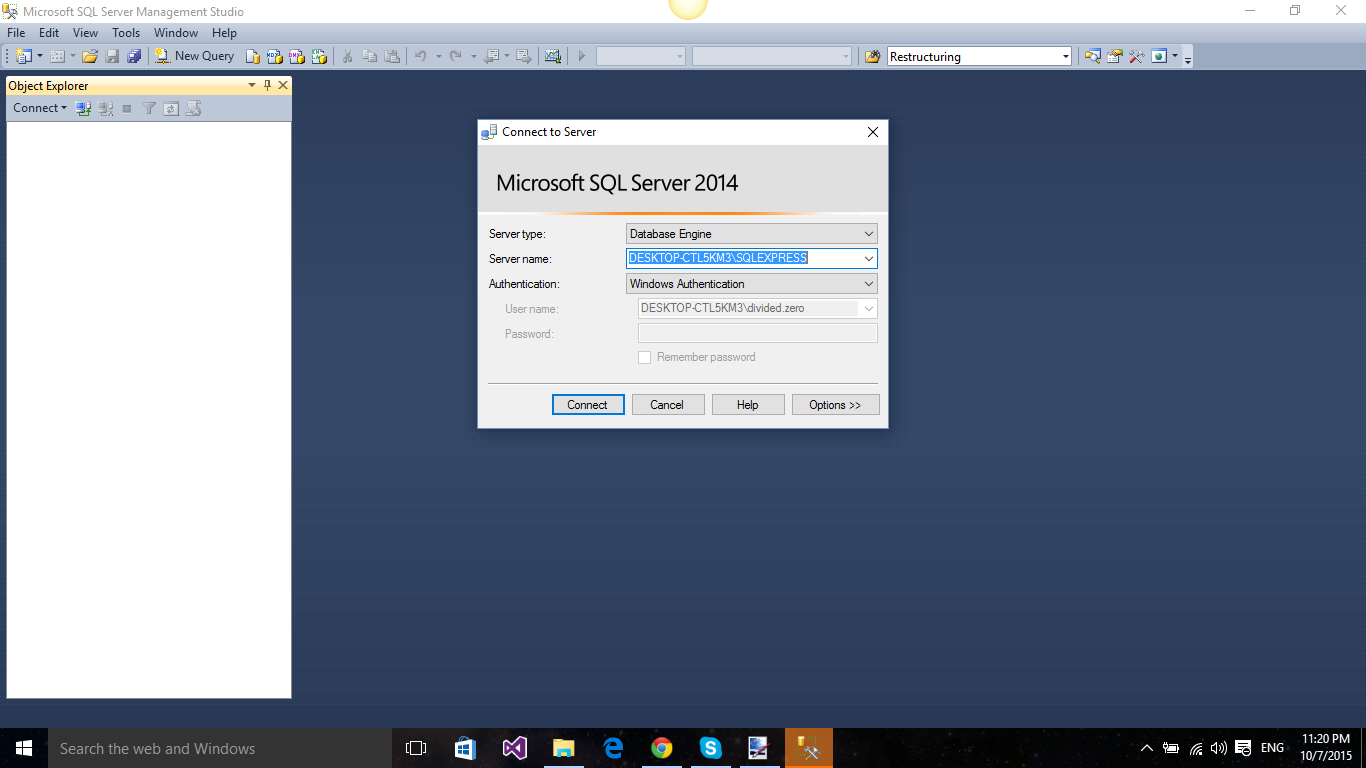 Microsoft SQL Server Management Studio
File Edit View Tools Window Help
New Query Restructuring
Object Explorer
Connect
Connect to Server
Microsoft SQL Server 2014
Server type: Database Engine
Server name: DESKTOP-CTL5KM3\SQLEXPRESS
Authentication: Windows Authentication
User name: DESKTOP-CTL5KM3\divided.zero
Password:
Remember password
Connect Cancel Help Options >>
Search the web and Windows
ENG
11:20 PM
10/7/2015